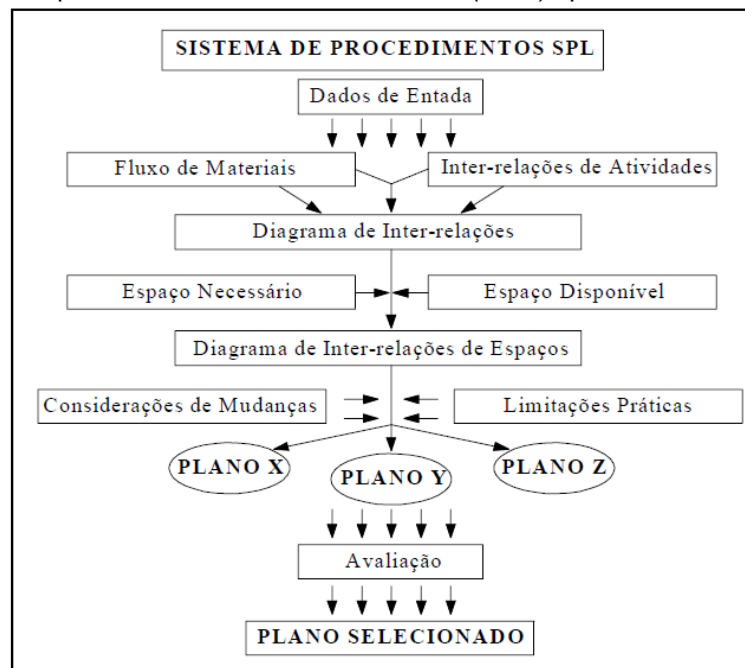 SISTEMA DE PROCEDIMENTOS SPL
Dados de Entada
Fluxo de Materiais
Inter-relações de Atividades
Diagrama de Inter-relações
Espaço Necessário
Espaço Disponível
Diagrama de Inter-relações de Espaços
Considerações de Mudanças
Limitações Práticas
PLANO X
PLANO Y
PLANO Z
Avaliação
PLANO SELECIONADO